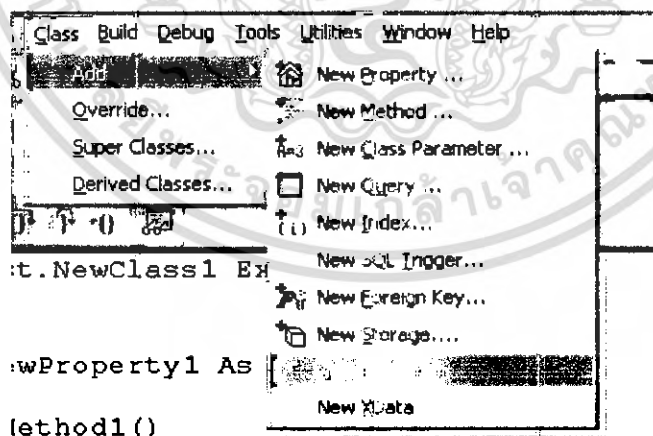 Class Build Debug Tools Utilities Window Help
Add
New Property ...
Override...
New Method ...
Super Classes...
New Class Parameter ...
Derived Classes...
New Query ...
New Index...
New SQL Trigger...
t.NewClass1 Ex
New Foreign Key...
New Storage....
wProperty1 As
New XData
ethod1()